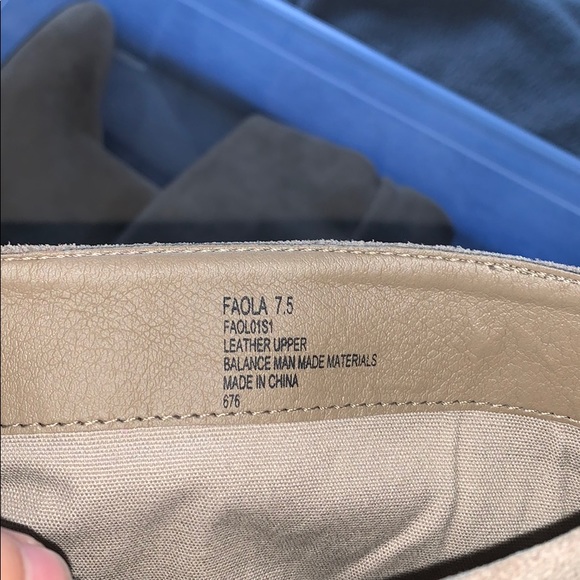 FAOLA 7.5
FAOL01S1
LEATHER UPPER
BALANCE MAN MADE MATERIALS
MADE IN CHINA
676